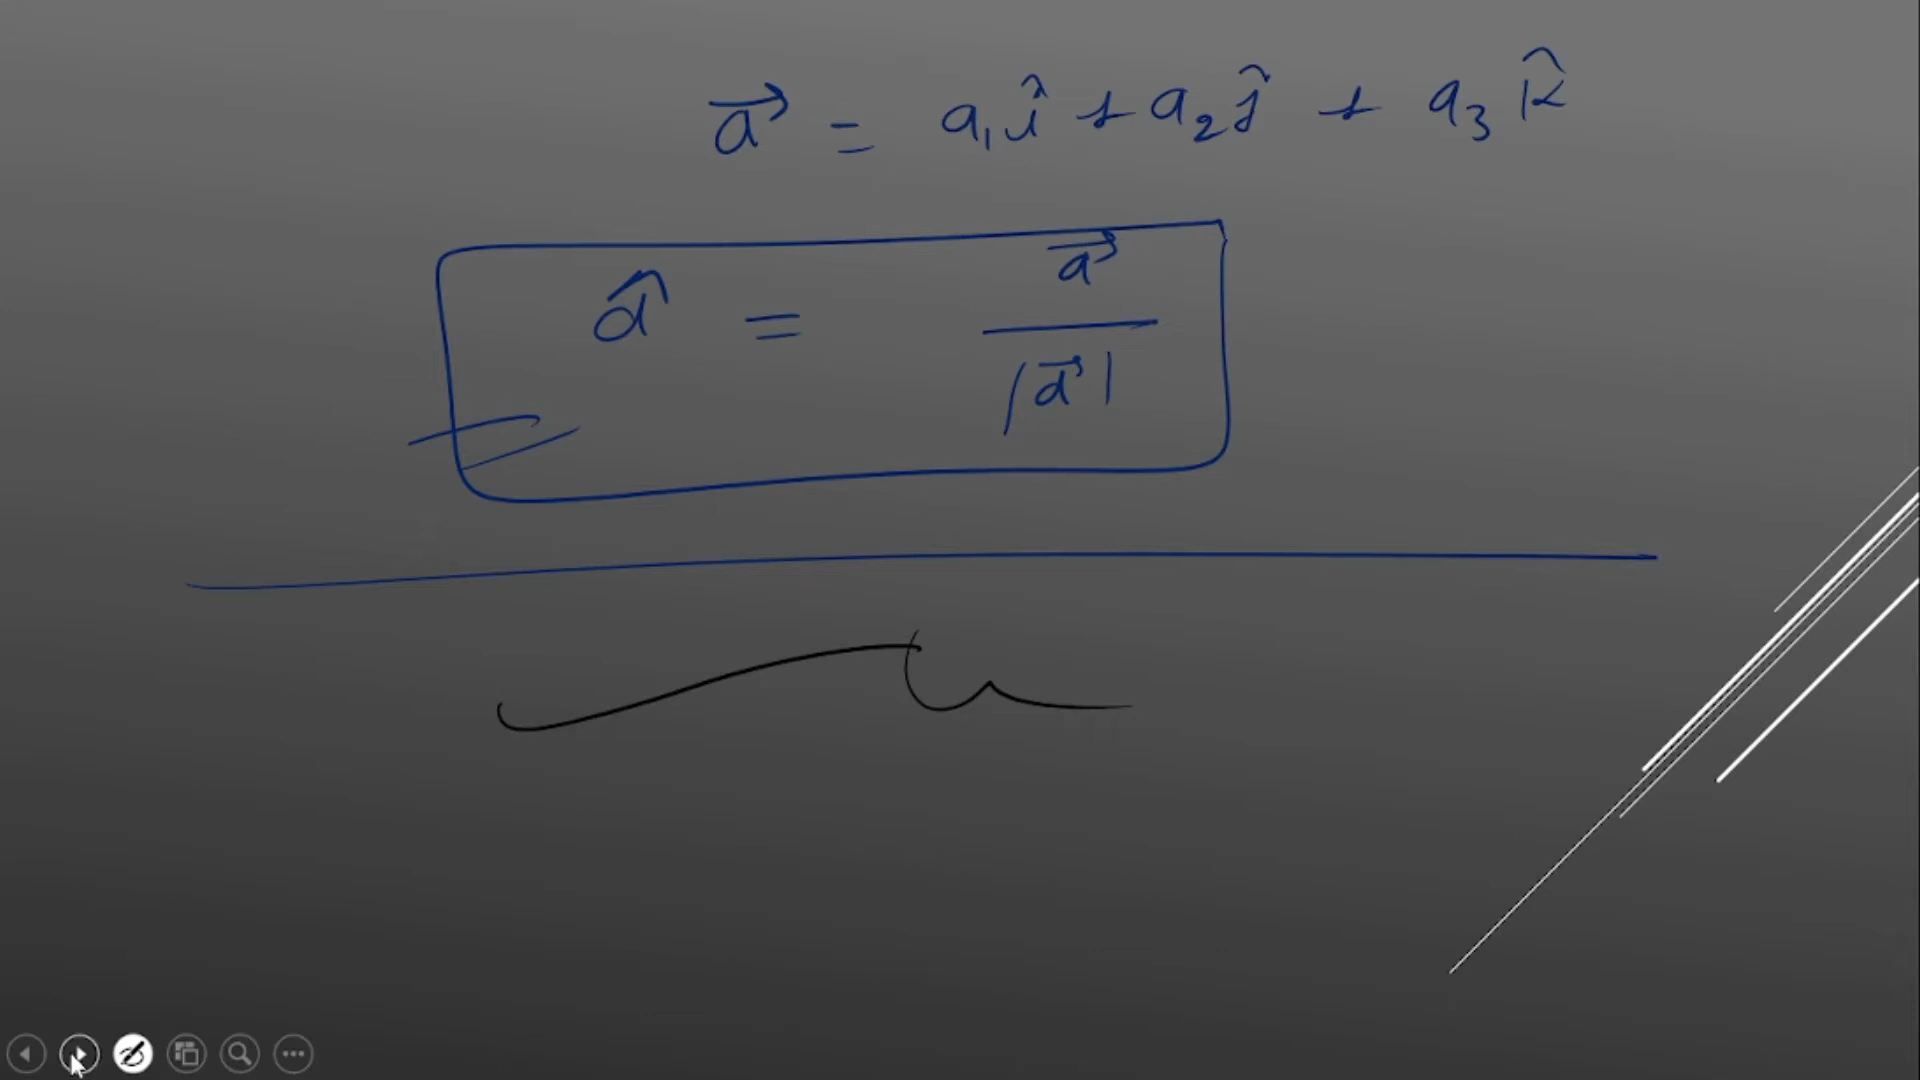 a⃗ = a₁î + a₂ĵ + a₃k̂
â = a⃗ / |a⃗|